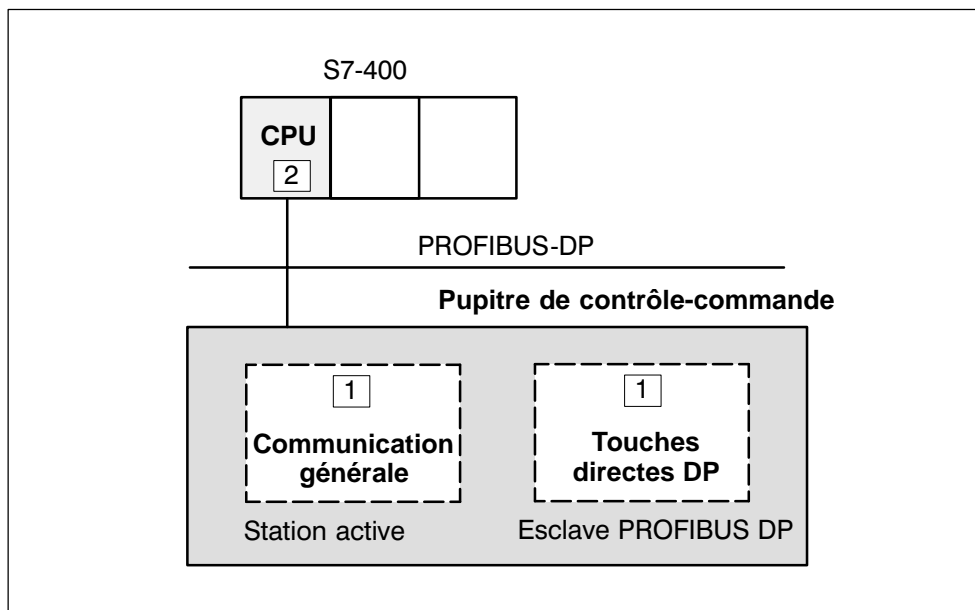 S7-400
CPU
2
PROFIBUS-DP
Pupitre de contrôle-commande
1
Communication
générale
Station active
1
Touches
directes DP
Esclave PROFIBUS DP